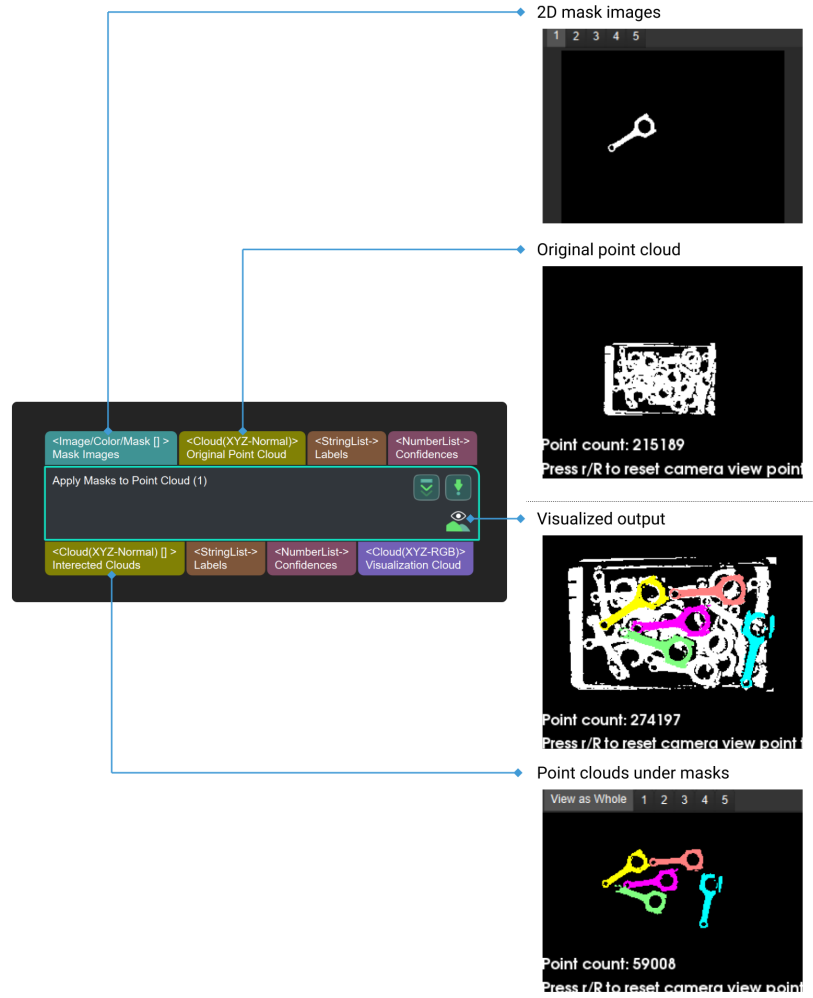 2D mask images
1 2 3 4 5
Original point cloud
Point count: 215189
Press r/R to reset camera view point
<Image/Color/Mask [] > <Cloud(XYZ-Normal)> <StringList-> <NumberList->
Mask Images Original Point Cloud Labels Confidences
Apply Masks to Point Cloud (1)
<Cloud(XYZ-Normal) [] > <StringList-> <NumberList-> <Cloud(XYZ-RGB)>
Interected Clouds Labels Confidences Visualization Cloud
Visualized output
Point count: 274197
Press r/R to reset camera view point
Point clouds under masks
View as Whole 1 2 3 4 5
Point count: 59008
Press r/R to reset camera view point